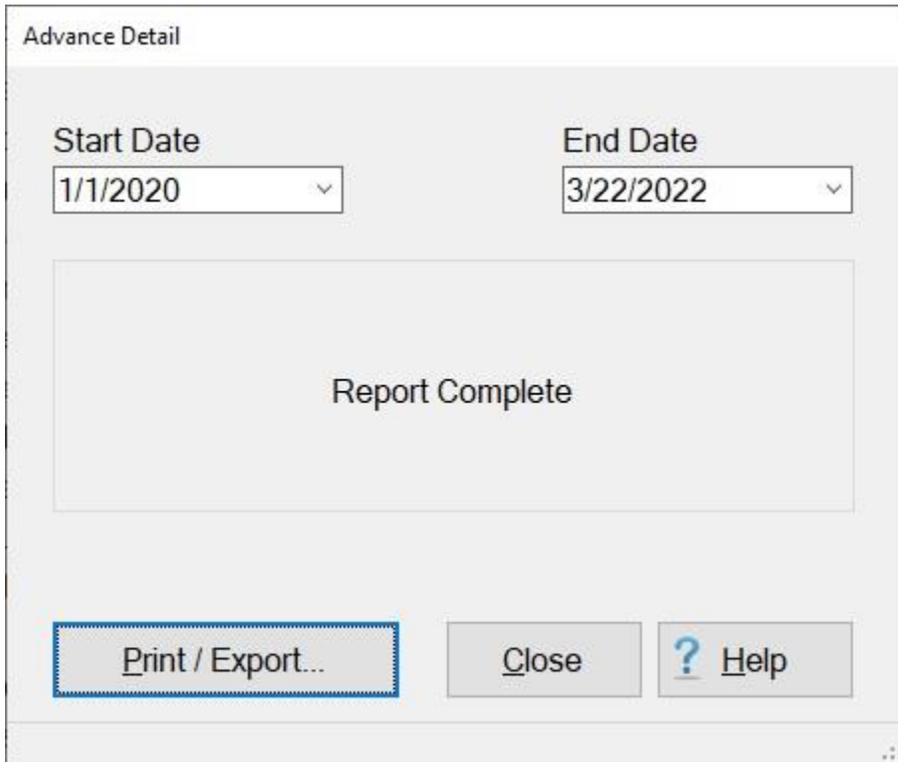 Advance Detail
Start Date
End Date
1/1/2020
3/22/2022
Report Complete
Print / Export...
Close
? Help